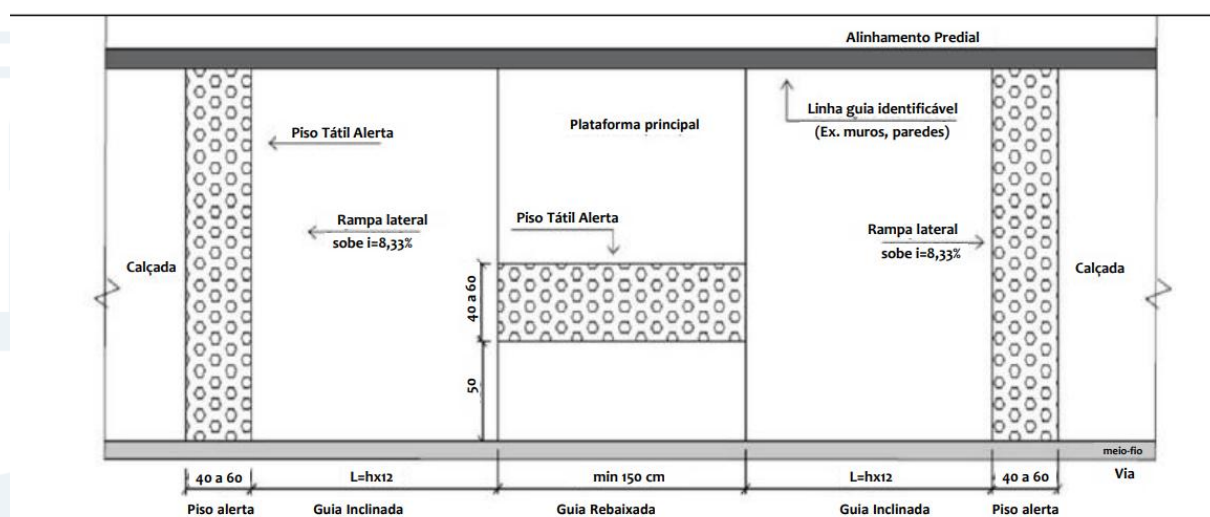 Alinhamento Predial
Linha guia identificável
(Ex. muros, paredes)
Piso Tátil Alerta
Plataforma principal
Rampa lateral
sobe i=8,33%
Piso Tátil Alerta
Rampa lateral
sobe i=8,33%
Calçada
Calçada
40 a 60
50
meio-fio
40 a 60
L=hx12
min 150 cm
L=hx12
40 a 60
Via
Piso alerta
Guia Inclinada
Guia Rebaixada
Guia Inclinada
Piso alerta